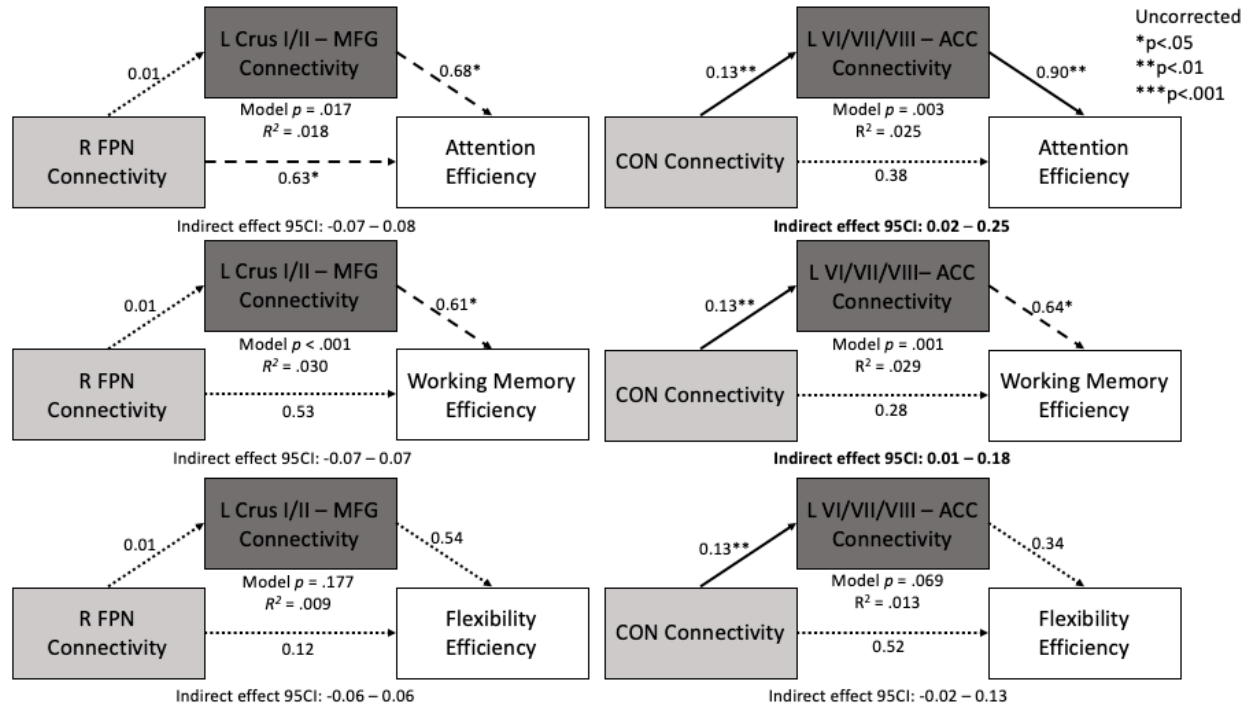 L Crus I/II – MFG
Connectivity
0.01
0.68*
Model p = .017
R² = .018
R FPN
Connectivity
0.63*
Attention
Efficiency
Indirect effect 95CI: -0.07 – 0.08
L VI/VII/VIII – ACC
Connectivity
0.13**
0.90**
Model p = .003
R² = .025
CON Connectivity
0.38
Attention
Efficiency
Indirect effect 95CI: 0.02 – 0.25
Uncorrected
*p<.05
**p<.01
***p<.001
L Crus I/II – MFG
Connectivity
0.01
0.61*
Model p < .001
R² = .030
R FPN
Connectivity
0.53
Working Memory
Efficiency
Indirect effect 95CI: -0.07 – 0.07
L VI/VII/VIII– ACC
Connectivity
0.13**
0.64*
Model p = .001
R² = .029
CON Connectivity
0.28
Working Memory
Efficiency
Indirect effect 95CI: 0.01 – 0.18
L Crus I/II – MFG
Connectivity
0.01
0.54
Model p = .177
R² = .009
R FPN
Connectivity
0.12
Flexibility
Efficiency
Indirect effect 95CI: -0.06 – 0.06
L VI/VII/VIII – ACC
Connectivity
0.13**
0.34
Model p = .069
R² = .013
CON Connectivity
0.52
Flexibility
Efficiency
Indirect effect 95CI: -0.02 – 0.13